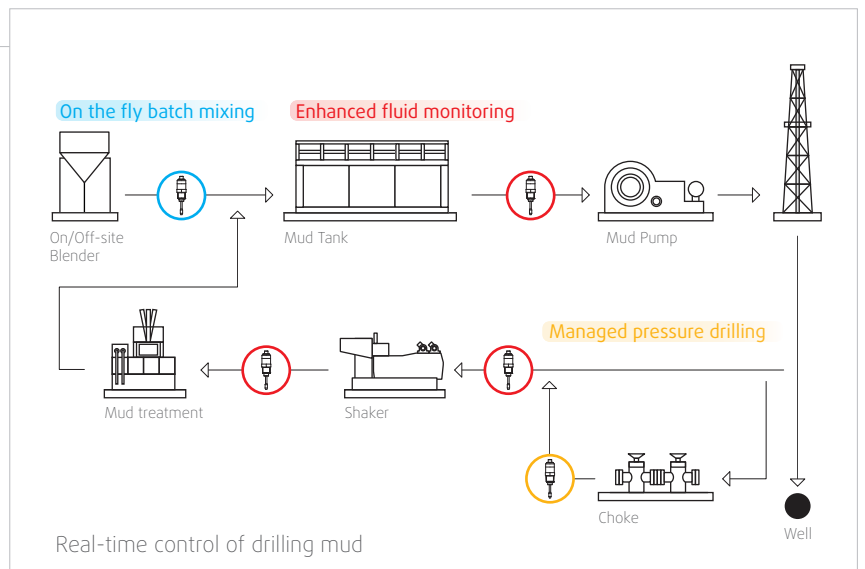 On the fly batch mixing
Enhanced fluid monitoring
On/Off-site
Blender
Mud Tank
Mud Pump
Managed pressure drilling
Mud treatment
Shaker
Choke
Well
Real-time control of drilling mud